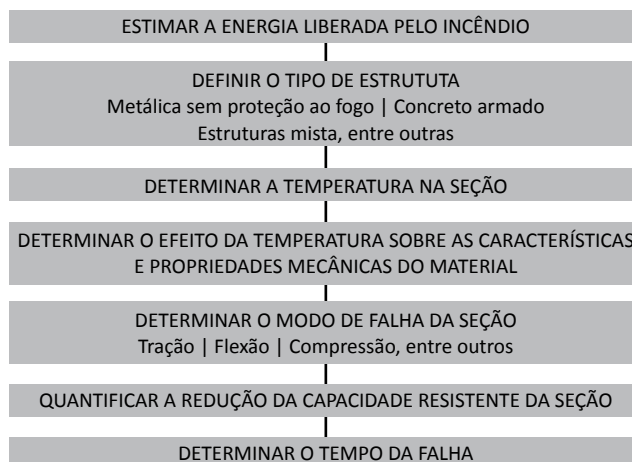 ESTIMAR A ENERGIA LIBERADA PELO INCÊNDIO
DEFINIR O TIPO DE ESTRUTUTA
Metálica sem proteção ao fogo | Concreto armado
Estruturas mista, entre outras
DETERMINAR A TEMPERATURA NA SEÇÃO
DETERMINAR O EFEITO DA TEMPERATURA SOBRE AS CARACTERÍSTICAS
E PROPRIEDADES MECÂNICAS DO MATERIAL
DETERMINAR O MODO DE FALHA DA SEÇÃO
Tração | Flexão | Compressão, entre outros
QUANTIFICAR A REDUÇÃO DA CAPACIDADE RESISTENTE DA SEÇÃO
DETERMINAR O TEMPO DA FALHA